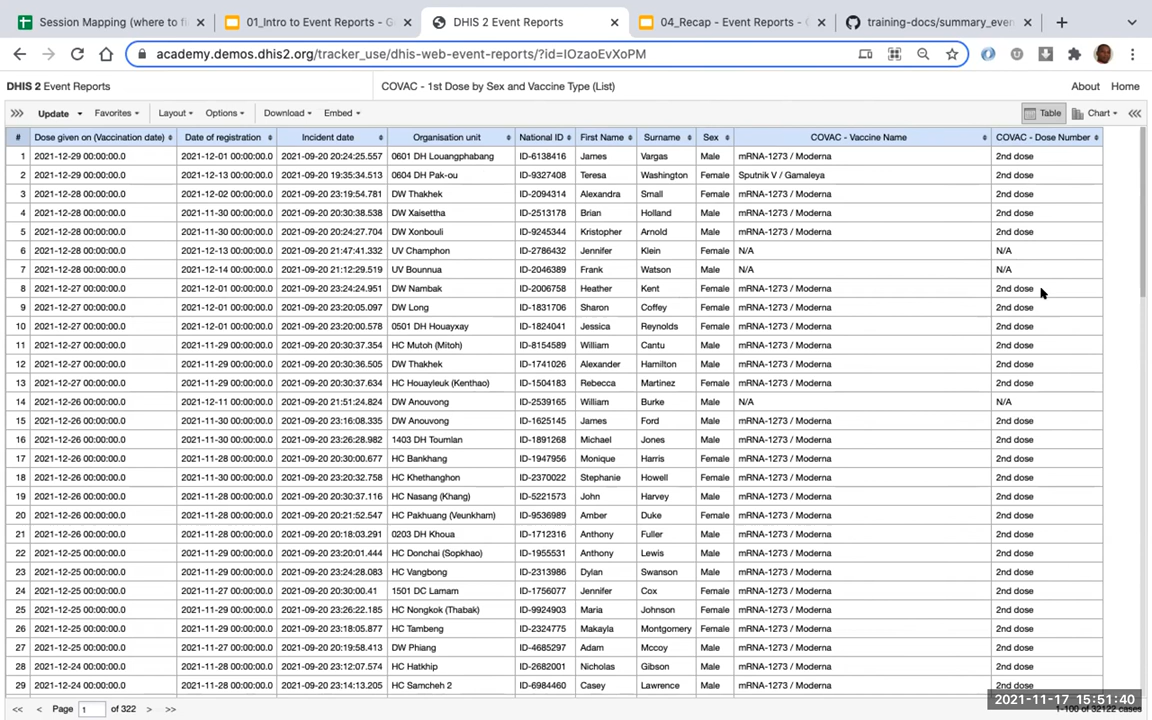 Session Mapping (where to fi
01_Intro to Event Reports - G
DHIS 2 Event Reports
04_Recap - Event Reports - G
training-docs/summary_even
academy.demos.dhis2.org/tracker_use/dhis-web-event-reports/?id=IOzaoEvXoPM
DHIS 2 Event Reports COVAC - 1st Dose by Sex and Vaccine Type (List) About Home
Update Favorites Layout Options Download Embed Table Chart
# Dose given on (Vaccination date) Date of registration Incident date Organisation unit National ID First Name Surname Sex COVAC - Vaccine Name COVAC - Dose Number
1 2021-12-29 00:00:00.0 2021-12-01 00:00:00.0 2021-09-20 20:24:25.557 0601 DH Louangphabang ID-6138416 James Vargas Male mRNA-1273 / Moderna 2nd dose
2 2021-12-29 00:00:00.0 2021-12-13 00:00:00.0 2021-09-20 19:35:34.513 0604 DH Pak-ou ID-9327408 Teresa Washington Female Sputnik V / Gamaleya 2nd dose
3 2021-12-28 00:00:00.0 2021-12-02 00:00:00.0 2021-09-20 23:19:54.781 DW Thakhek ID-2094314 Alexandra Small Female mRNA-1273 / Moderna 2nd dose
4 2021-12-28 00:00:00.0 2021-11-30 00:00:00.0 2021-09-20 20:30:38.538 DW Xaisettha ID-2513178 Brian Holland Male mRNA-1273 / Moderna 2nd dose
5 2021-12-28 00:00:00.0 2021-11-30 00:00:00.0 2021-09-20 20:24:27.704 DW Xonbouli ID-9245344 Kristopher Arnold Male mRNA-1273 / Moderna 2nd dose
6 2021-12-28 00:00:00.0 2021-12-13 00:00:00.0 2021-09-20 21:47:41.332 UV Champhon ID-2786432 Jennifer Klein Female N/A N/A
7 2021-12-28 00:00:00.0 2021-12-14 00:00:00.0 2021-09-20 21:12:29.519 UV Bounnua ID-2046389 Frank Watson Male N/A N/A
8 2021-12-28 00:00:00.0 2021-12-01 00:00:00.0 2021-09-20 23:24:24.951 DW Nambak ID-2006758 Heather Kent Female mRNA-1273 / Moderna 2nd dose
9 2021-12-27 00:00:00.0 2021-12-01 00:00:00.0 2021-09-20 23:20:05.097 DW Long ID-1831706 Sharon Coffey Female mRNA-1273 / Moderna 2nd dose
10 2021-12-27 00:00:00.0 2021-12-01 00:00:00.0 2021-09-20 23:20:00.578 0501 DH Houayxay ID-1824041 Jessica Reynolds Female mRNA-1273 / Moderna 2nd dose
11 2021-12-27 00:00:00.0 2021-11-29 00:00:00.0 2021-09-20 20:30:37.354 HC Mutoh (Mitoh) ID-8154589 William Cantu Male mRNA-1273 / Moderna 2nd dose
12 2021-12-27 00:00:00.0 2021-11-29 00:00:00.0 2021-09-20 20:30:36.505 DW Thakhek ID-1741026 Alexander Hamilton Male mRNA-1273 / Moderna 2nd dose
13 2021-12-27 00:00:00.0 2021-11-29 00:00:00.0 2021-09-20 20:30:37.634 HC Houayleuk (Kenthao) ID-1504183 Rebecca Martinez Female mRNA-1273 / Moderna 2nd dose
14 2021-12-26 00:00:00.0 2021-12-11 00:00:00.0 2021-09-20 21:51:24.824 DW Anouvong ID-2539165 William Burke Male N/A N/A
15 2021-12-26 00:00:00.0 2021-11-30 00:00:00.0 2021-09-20 23:16:08.335 DW Anouvong ID-1625145 James Ford Male mRNA-1273 / Moderna 2nd dose
16 2021-12-26 00:00:00.0 2021-11-30 00:00:00.0 2021-09-20 23:26:28.982 1403 DH Toumlan ID-1891268 Michael Jones Male mRNA-1273 / Moderna 2nd dose
17 2021-12-26 00:00:00.0 2021-11-28 00:00:00.0 2021-09-20 20:30:00.677 HC Bankhang ID-1947956 Monique Harris Female mRNA-1273 / Moderna 2nd dose
18 2021-12-26 00:00:00.0 2021-11-30 00:00:00.0 2021-09-20 23:20:32.758 HC Khethanghon ID-2370022 Stephanie Howell Female mRNA-1273 / Moderna 2nd dose
19 2021-12-26 00:00:00.0 2021-11-28 00:00:00.0 2021-09-20 20:30:37.116 HC Nasang (Khang) ID-5221573 John Harvey Male mRNA-1273 / Moderna 2nd dose
20 2021-12-26 00:00:00.0 2021-11-28 00:00:00.0 2021-09-20 20:21:52.547 HC Pakhuang (Veunkham) ID-9536989 Amber Duke Female mRNA-1273 / Moderna 2nd dose
21 2021-12-26 00:00:00.0 2021-11-28 00:00:00.0 2021-09-20 20:18:03.291 0203 DH Khoua ID-1712316 Anthony Fuller Male mRNA-1273 / Moderna 2nd dose
22 2021-12-25 00:00:00.0 2021-11-29 00:00:00.0 2021-09-20 23:20:01.444 HC Donchai (Sopkhao) ID-1955531 Anthony Lewis Male mRNA-1273 / Moderna 2nd dose
23 2021-12-25 00:00:00.0 2021-11-29 00:00:00.0 2021-09-20 23:24:28.083 HC Vangbong ID-2313986 Dylan Swanson Male mRNA-1273 / Moderna 2nd dose
24 2021-12-25 00:00:00.0 2021-11-27 00:00:00.0 2021-09-20 20:30:00.41 1501 DC Lamam ID-1756077 Jennifer Cox Female mRNA-1273 / Moderna 2nd dose
25 2021-12-25 00:00:00.0 2021-11-29 00:00:00.0 2021-09-20 23:26:22.185 HC Nongkok (Thabak) ID-9924903 Maria Johnson Female mRNA-1273 / Moderna 2nd dose
26 2021-12-25 00:00:00.0 2021-11-29 00:00:00.0 2021-09-20 23:18:05.877 HC Tambeng ID-2324775 Makayla Montgomery Female mRNA-1273 / Moderna 2nd dose
27 2021-12-25 00:00:00.0 2021-11-27 00:00:00.0 2021-09-20 20:19:58.413 DW Phiang ID-4685297 Adam Mccoy Male mRNA-1273 / Moderna 2nd dose
28 2021-12-24 00:00:00.0 2021-11-28 00:00:00.0 2021-09-20 23:12:07.574 HC Hatkhip ID-2682001 Nicholas Gibson Male mRNA-1273 / Moderna 2nd dose
29 2021-12-24 00:00:00.0 2021-11-28 00:00:00.0 2021-09-20 23:14:13.205 HC Samcheh 2 ID-6984460 Casey Lawrence Male mRNA-1273 / Moderna 2nd dose
2021-11-17 15:51:40
<< < Page 1 of 322 > >> 1-100 of 32122 cases